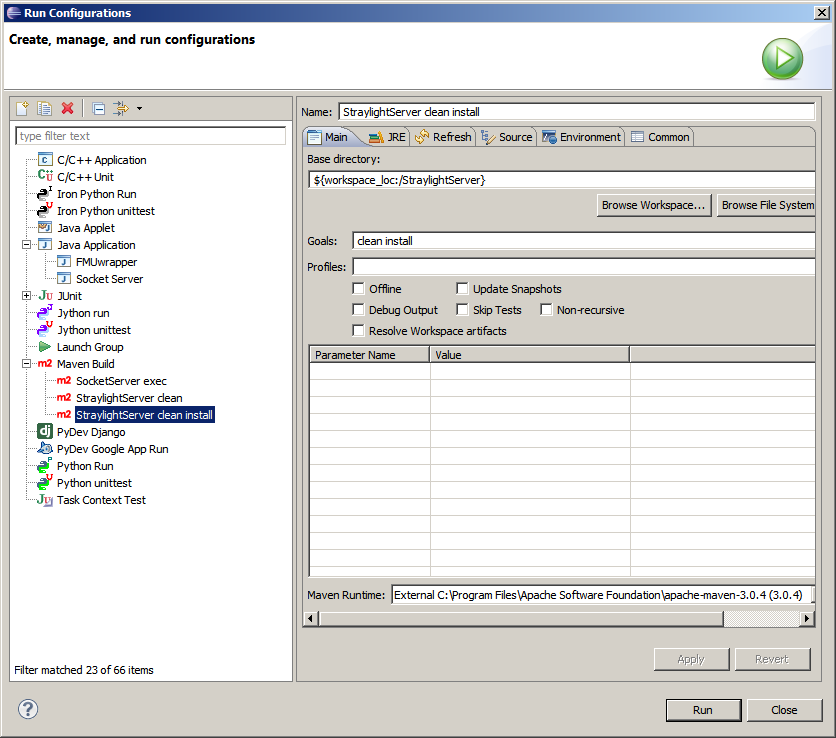 Run Configurations
Create, manage, and run configurations
type filter text
C/C++ Application
C/C++ Unit
Iron Python Run
Iron Python unittest
Java Applet
Java Application
FMUwrapper
Socket Server
JUnit
Jython run
Jython unittest
Launch Group
Maven Build
SocketServer exec
StraylightServer clean
StraylightServer clean install
PyDev Django
PyDev Google App Run
Python Run
Python unittest
Task Context Test
Filter matched 23 of 66 items
Name: StraylightServer clean install
Main JRE Refresh Source Environment Common
Base directory:
${workspace_loc:/StraylightServer}
Browse Workspace... Browse File System
Goals: clean install
Profiles:
Offline Update Snapshots
Debug Output Skip Tests Non-recursive
Resolve Workspace artifacts
Parameter Name Value
Maven Runtime: External C:\Program Files\Apache Software Foundation\apache-maven-3.0.4 (3.0.4)
Apply Revert
? Run Close